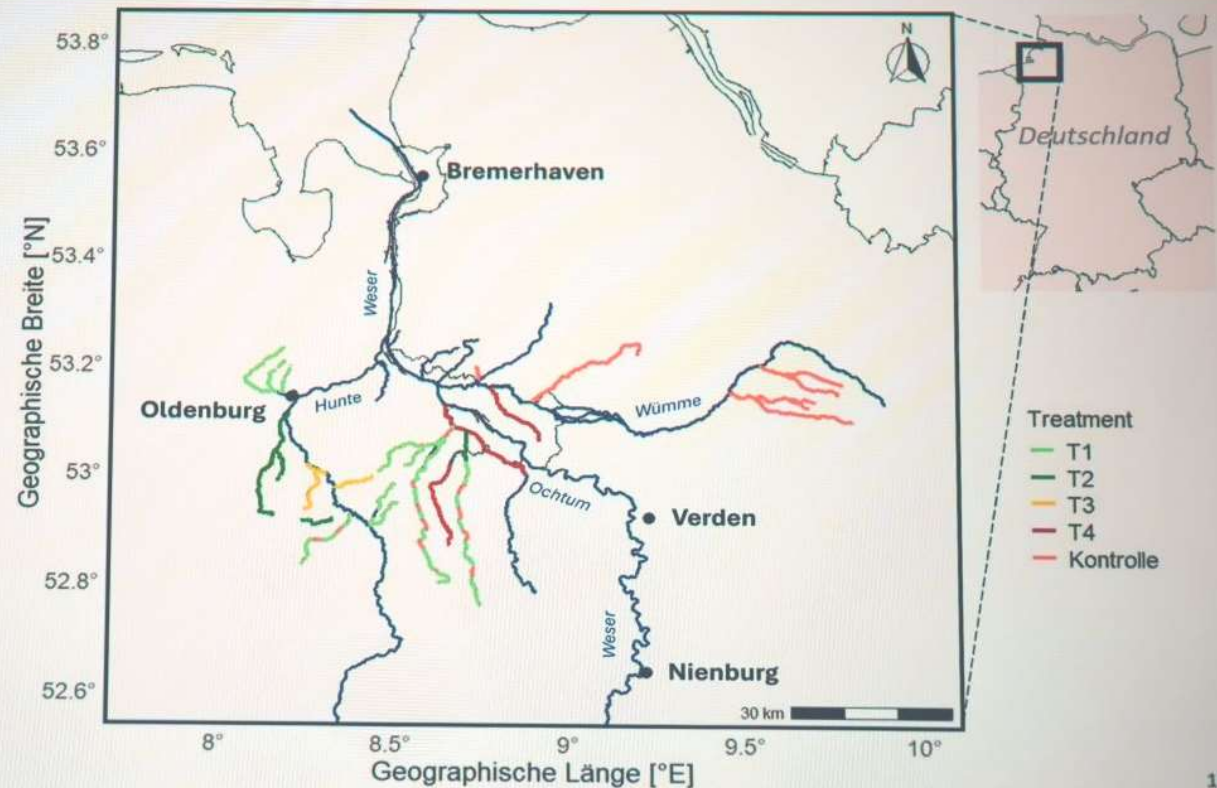 53.8°
53.6°
53.4°
53.2°
53°
52.8°
52.6°
Geographische Breite [°N]
N
Bremerhaven
Weser
Oldenburg
Hunte
Wümme
Ochtum
Verden
Weser
Nienburg
30 km
8°
8.5°
9°
9.5°
10°
Geographische Länge [°E]
Deutschland
Treatment
T1
T2
T3
T4
Kontrolle